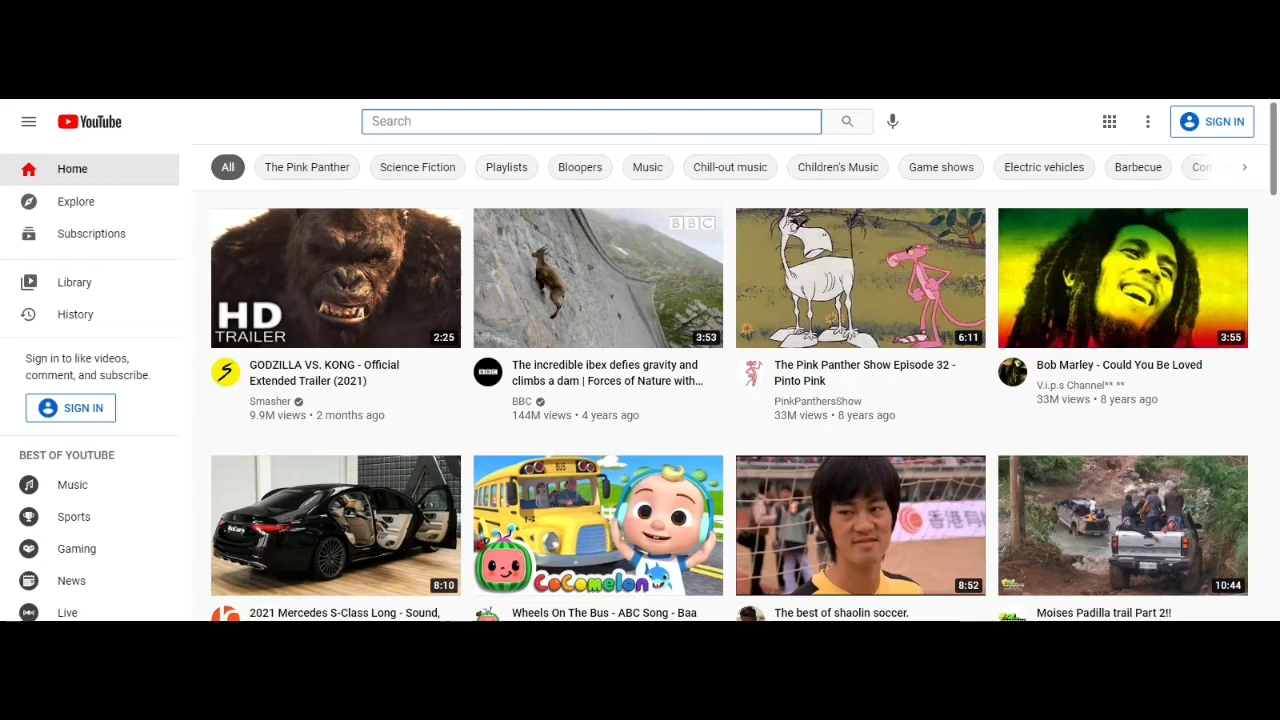 YouTube
Search
SIGN IN
Home
Explore
Subscriptions
Library
History
Sign in to like videos,
comment, and subscribe.
SIGN IN
BEST OF YOUTUBE
Music
Sports
Gaming
News
Live
All
The Pink Panther
Science Fiction
Playlists
Bloopers
Music
Chill-out music
Children's Music
Game shows
Electric vehicles
Barbecue
HD
TRAILER
2:25
GODZILLA VS. KONG - Official
Extended Trailer (2021)
Smasher
9.9M views • 2 months ago
BBC
3:53
BBC
The incredible ibex defies gravity and
climbs a dam | Forces of Nature with...
BBC
144M views • 4 years ago
6:11
The Pink Panther Show Episode 32 -
Pinto Pink
PinkPanthersShow
33M views • 8 years ago
3:55
Bob Marley - Could You Be Loved
V.i.p.s Channel** **
33M views • 8 years ago
8:10
2021 Mercedes S-Class Long - Sound,
BUS
CoComelon
Wheels On The Bus - ABC Song - Baa
香港有
8:52
The best of shaolin soccer.
10:44
Moises Padilla trail Part 2!!